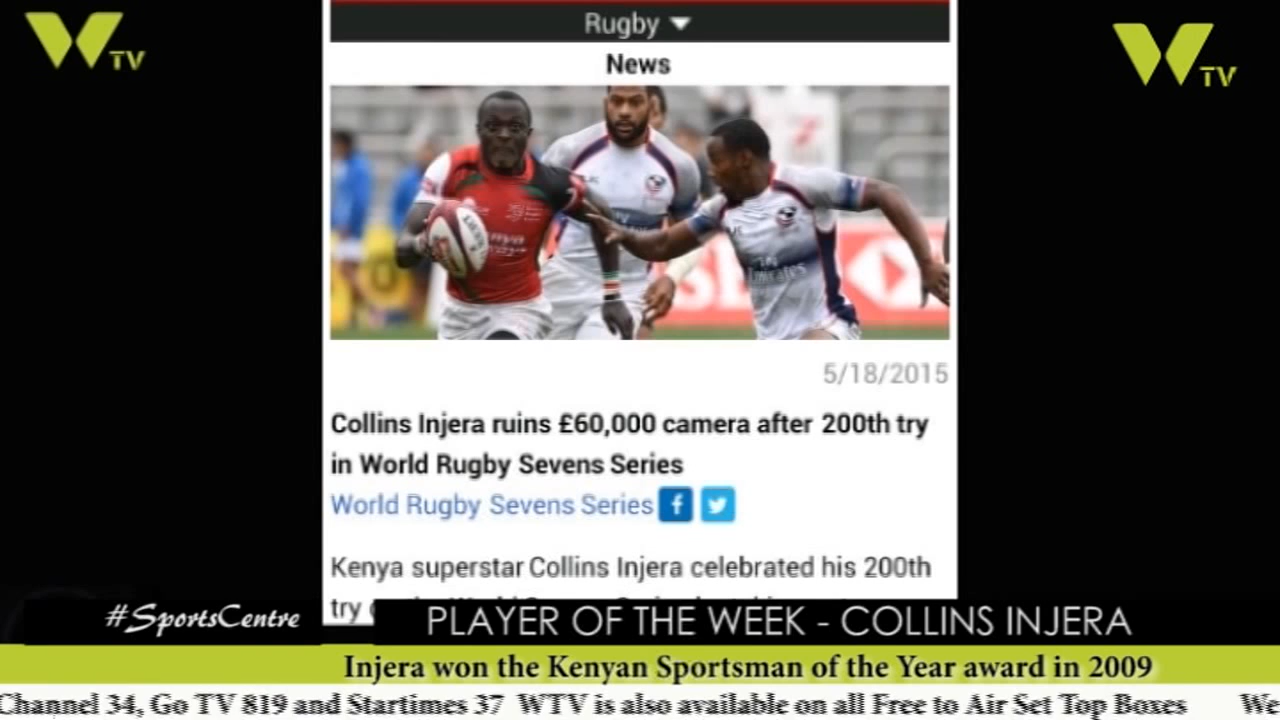 WTV
WTV
Rugby
News
5/18/2015
Collins Injera ruins £60,000 camera after 200th try
in World Rugby Sevens Series
World Rugby Sevens Series
Kenya superstar Collins Injera celebrated his 200th
try
#SportsCentre
PLAYER OF THE WEEK - COLLINS INJERA
Injera won the Kenyan Sportsman of the Year award in 2009
Channel 34, Go TV 819 and Startimes 37 WTV is also available on all Free to Air Set Top Boxes We